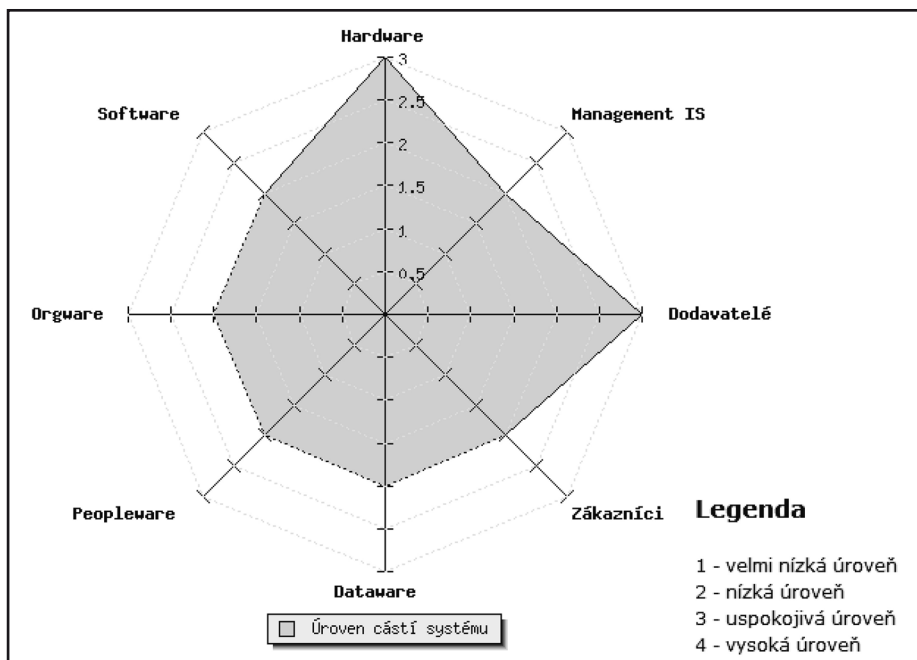 Hardware
3
Software
Management IS
2.5
2
1.5
1
0.5
Orgware
Dodavatelé
Peopleware
Zákazníci
Dataware
Úroven cástí systému
Legenda
1 - velmi nízká úroveň
2 - nízká úroveň
3 - uspokojivá úroveň
4 - vysoká úroveň